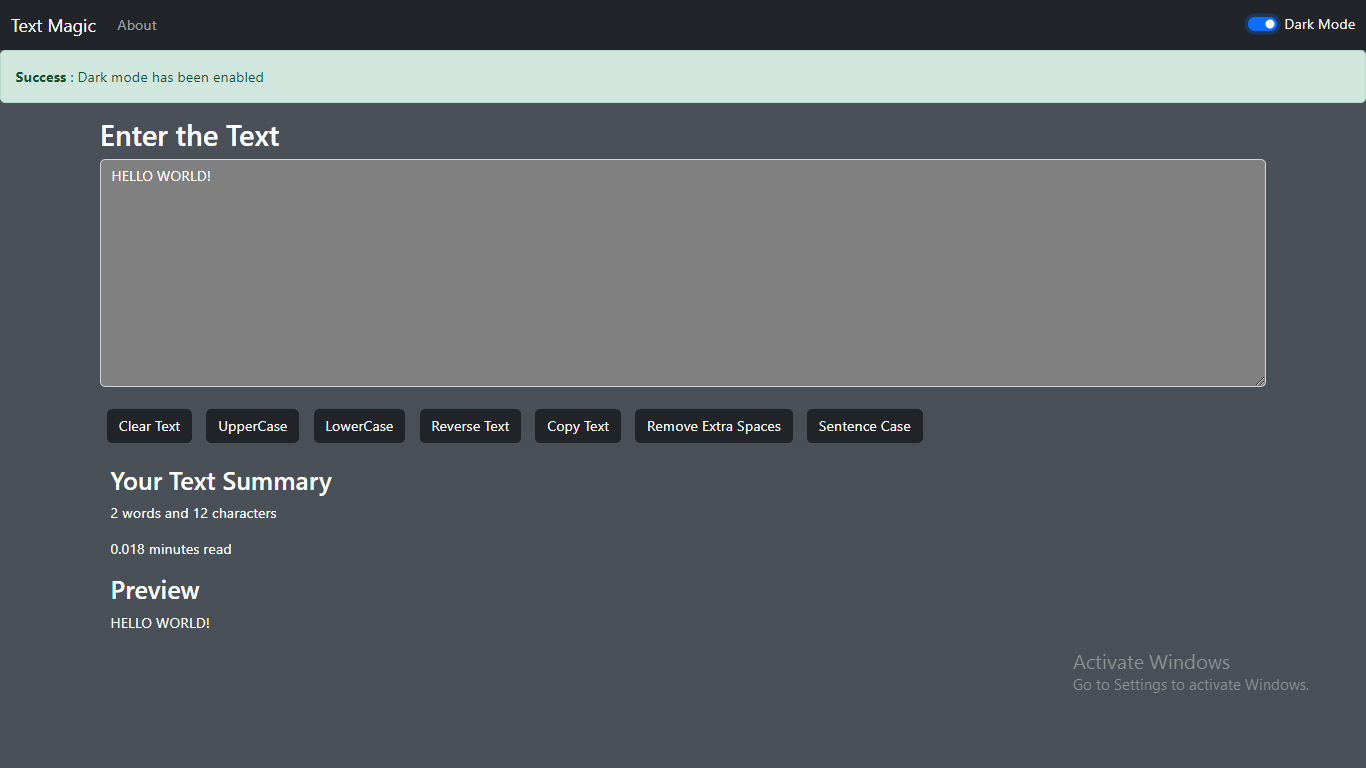 Text Magic About Dark Mode
Success : Dark mode has been enabled
Enter the Text
HELLO WORLD!
Clear Text UpperCase LowerCase Reverse Text Copy Text Remove Extra Spaces Sentence Case
Your Text Summary
2 words and 12 characters
0.018 minutes read
Preview
HELLO WORLD!
Activate Windows
Go to Settings to activate Windows.